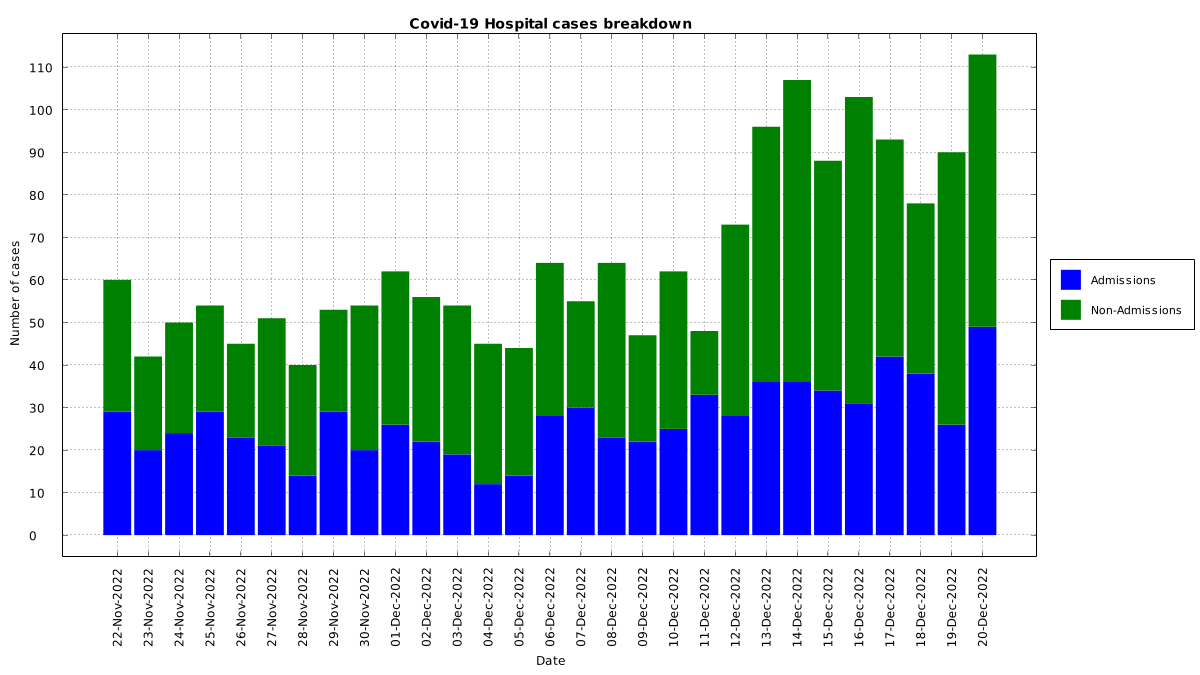 Covid-19 Hospital cases breakdown
110
100
90
80
70
60
50
40
30
20
10
0
Number of cases
22-Nov-2022
23-Nov-2022
24-Nov-2022
25-Nov-2022
26-Nov-2022
27-Nov-2022
28-Nov-2022
29-Nov-2022
30-Nov-2022
01-Dec-2022
02-Dec-2022
03-Dec-2022
04-Dec-2022
05-Dec-2022
06-Dec-2022
07-Dec-2022
08-Dec-2022
09-Dec-2022
10-Dec-2022
11-Dec-2022
12-Dec-2022
13-Dec-2022
14-Dec-2022
15-Dec-2022
16-Dec-2022
17-Dec-2022
18-Dec-2022
19-Dec-2022
20-Dec-2022
Date
Admissions
Non-Admissions